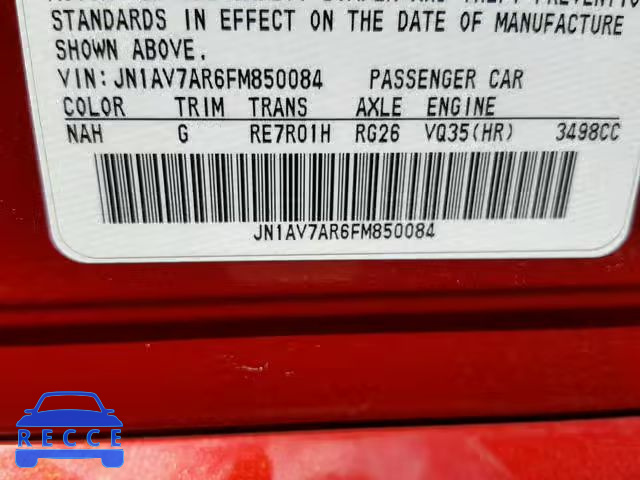 STANDARDS IN EFFECT ON THE DATE OF MANUFACTURE
SHOWN ABOVE.
VIN: JN1AV7AR6FM850084 PASSENGER CAR
COLOR TRIM TRANS AXLE ENGINE
NAH G RE7R01H RG26 VQ35(HR) 3498CC
JN1AV7AR6FM850084
RECCE